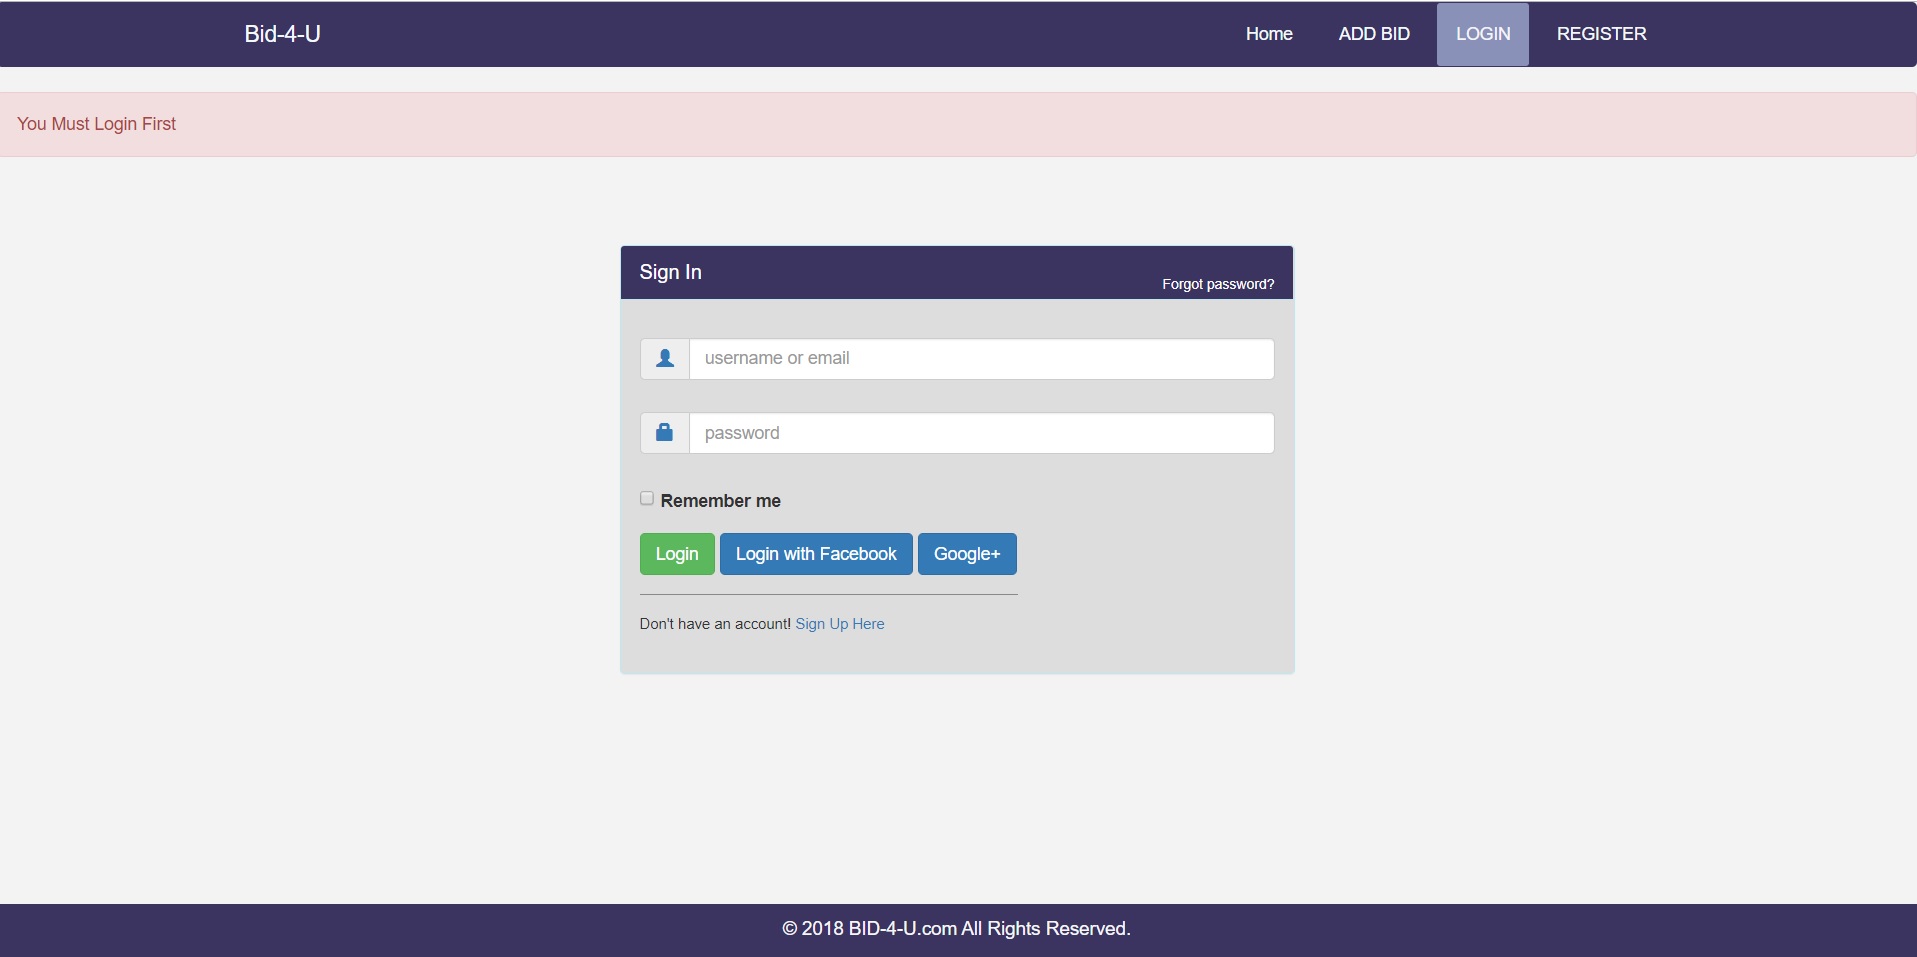 Bid-4-U Home ADD BID LOGIN REGISTER
You Must Login First
Sign In Forgot password?
username or email
password
Remember me
Login Login with Facebook Google+
Don't have an account! Sign Up Here
© 2018 BID-4-U.com All Rights Reserved.